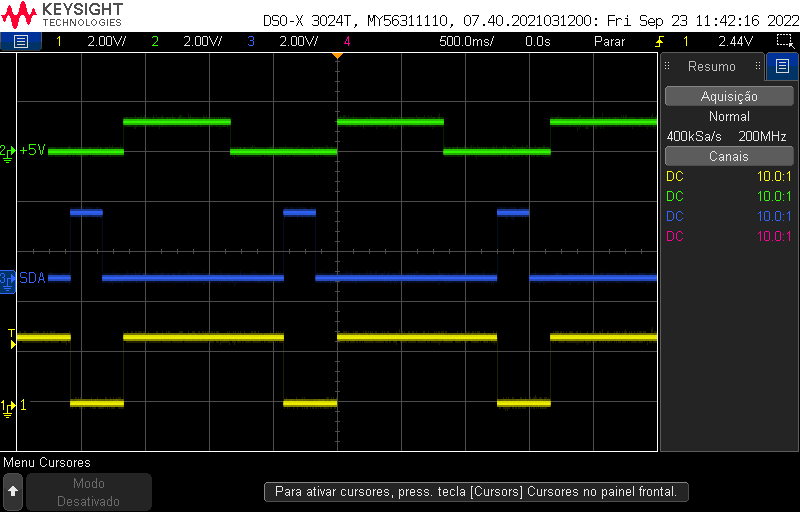 KEYSIGHT
TECHNOLOGIES
DSO-X 3024T, MY56311110, 07.40.2021031200: Fri Sep 23 11:42:16 2022
1 2.00V/ 2 2.00V/ 3 2.00V/ 4 500.0ms/ 0.0s Parar 1 2.44V
Resumo
Aquisição
Normal
400kSa/s 200MHz
Canais
DC 10.0:1
DC 10.0:1
DC 10.0:1
DC 10.0:1
2 +5V
3 SDA
T
1 1
Menu Cursores
Modo
Desativado
Para ativar cursores, press. tecla [Cursors] Cursores no painel frontal.